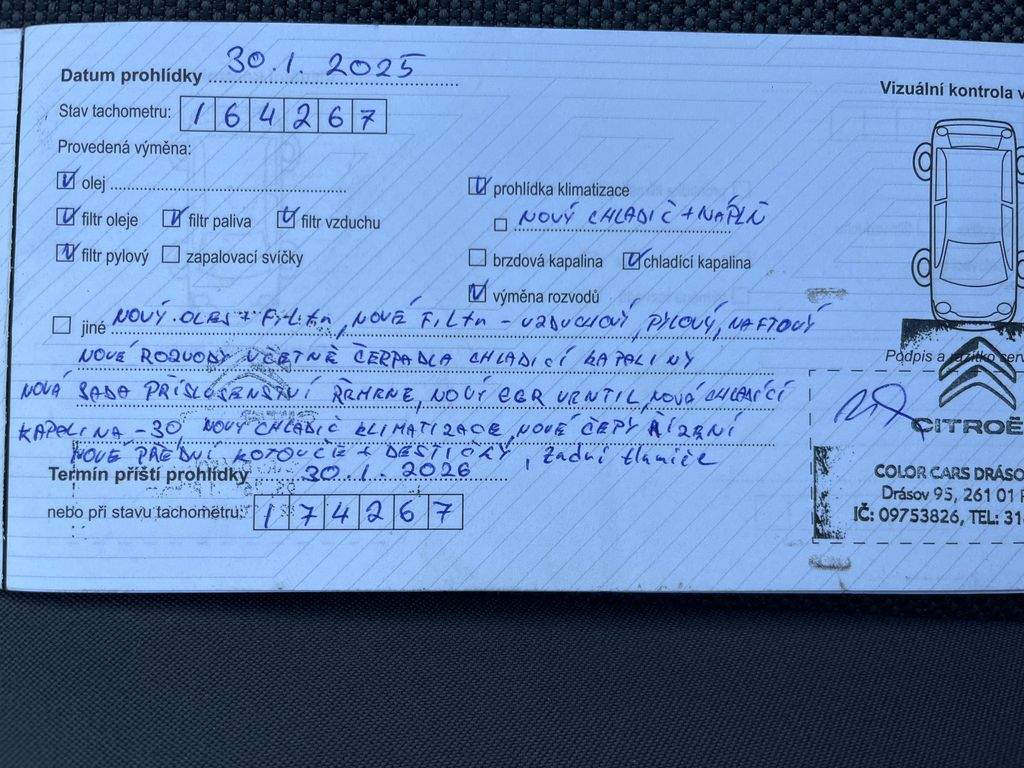 Datum prohlídky 30.1. 2025
Vizuální kontrola v
Stav tachometru: 164267
Provedená výměna:
olej
prohlídka klimatizace
filtr oleje filtr paliva filtr vzduchu
NOVÝ CHLADIČ + NÁPLŇ
filtr pylový zapalovací svíčky
brzdová kapalina chladící kapalina
výměna rozvodů
jiné NOVÝ OLEJ + FILTR, NOVÉ FILTR - VZDUCHOVÝ, PYLOVÝ, NAFTOVÝ
NOVÉ ROZVODY VČETNĚ ČERPADLA CHLADICÍ KAPALINY
NOVÁ SADA PŘÍSLUŠENSTVÍ ŘEMENE, NOVÝ EGR VENTIL, NOVÁ CHLADÍCÍ
KAPALINA -30, NOVÝ CHLADIČ KLIMATIZACE, NOVÉ ČEPY ŘÍZENÍ
NOVÉ PŘEDNÍ KOTOUČE + DESTIČKY, Zadní tlumiče
Termín příští prohlídky 30.1. 2026
nebo při stavu tachometru: 174267
Podpis a razítko serv
CITROË
COLOR CARS DRÁSO
Drásov 95, 261 01 P
IČ: 09753826, TEL: 31